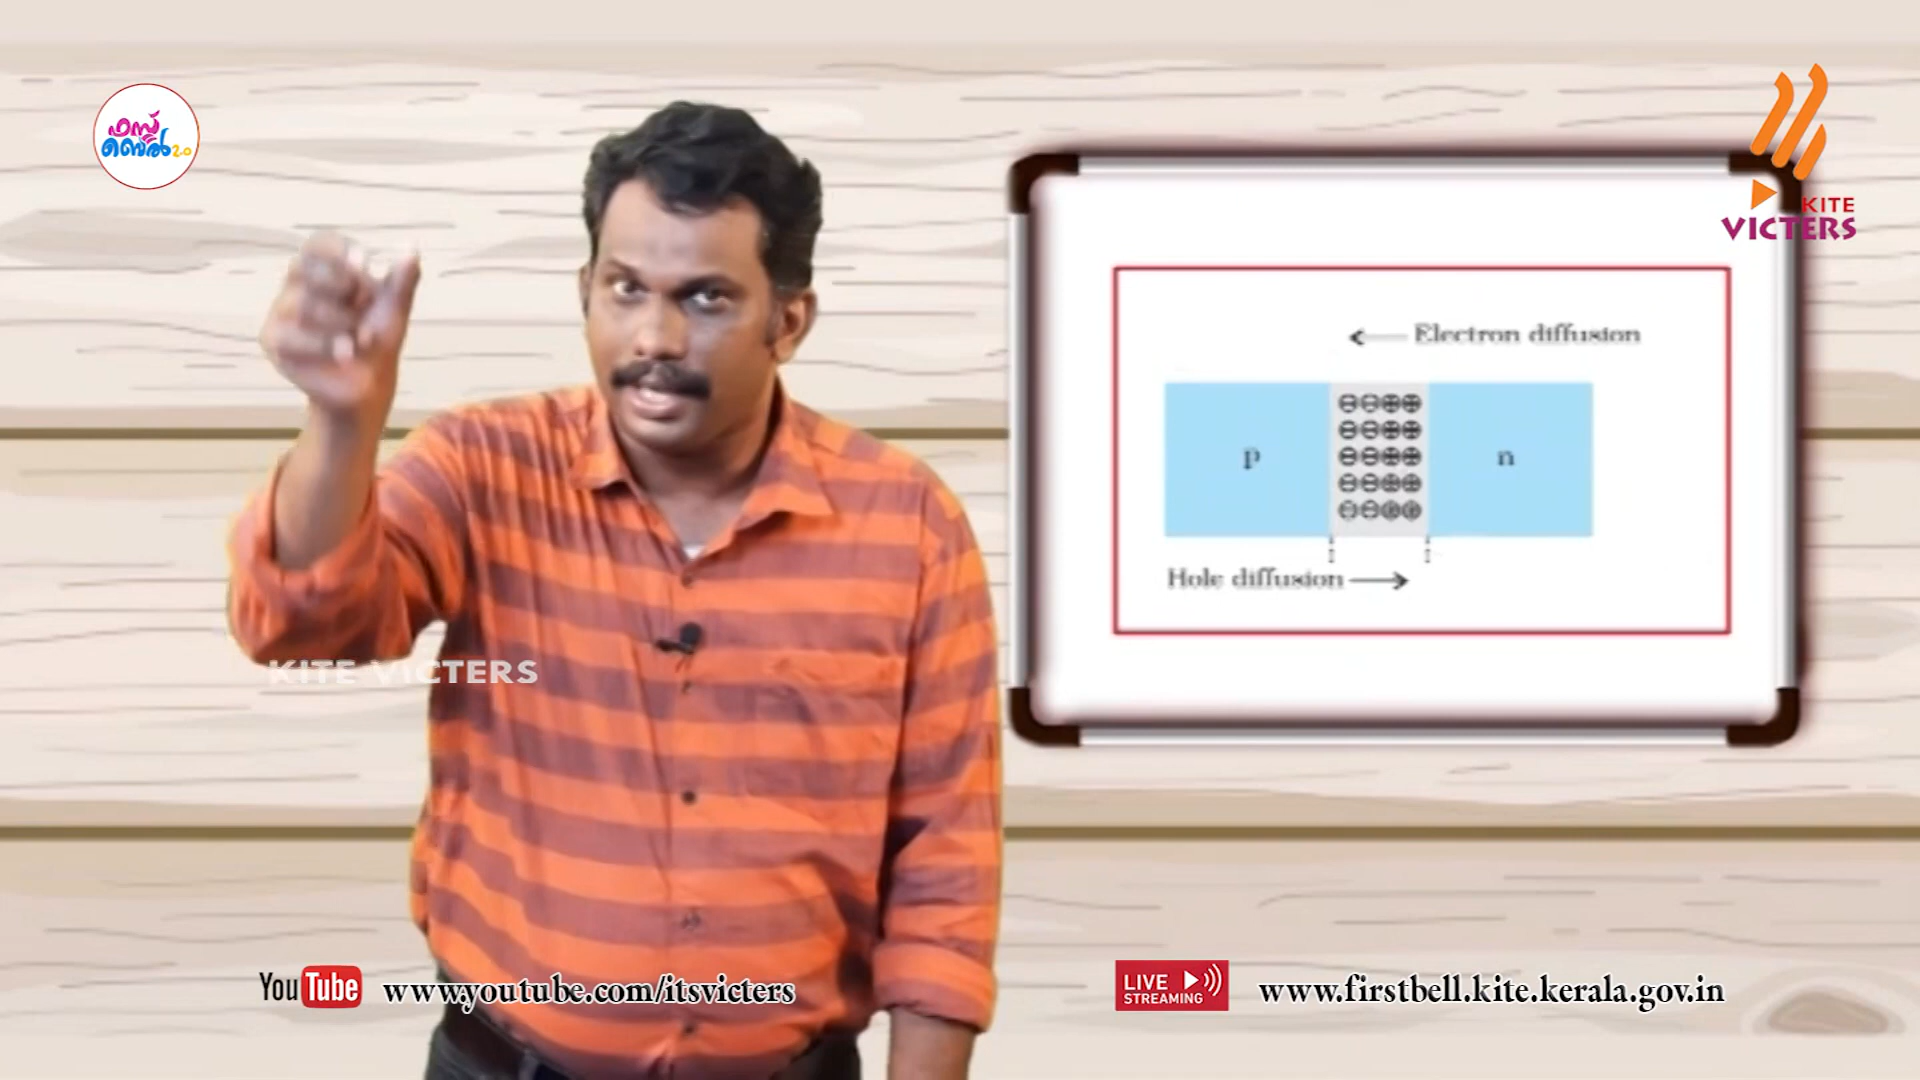 ഫസ്റ്റ്
ബെൽ 2.0
KITE
VICTERS
Electron diffusion
p
n
Hole diffusion
KITE VICTERS
YouTube www.youtube.com/itsvicters
LIVE
STREAMING
www.firstbell.kite.kerala.gov.in